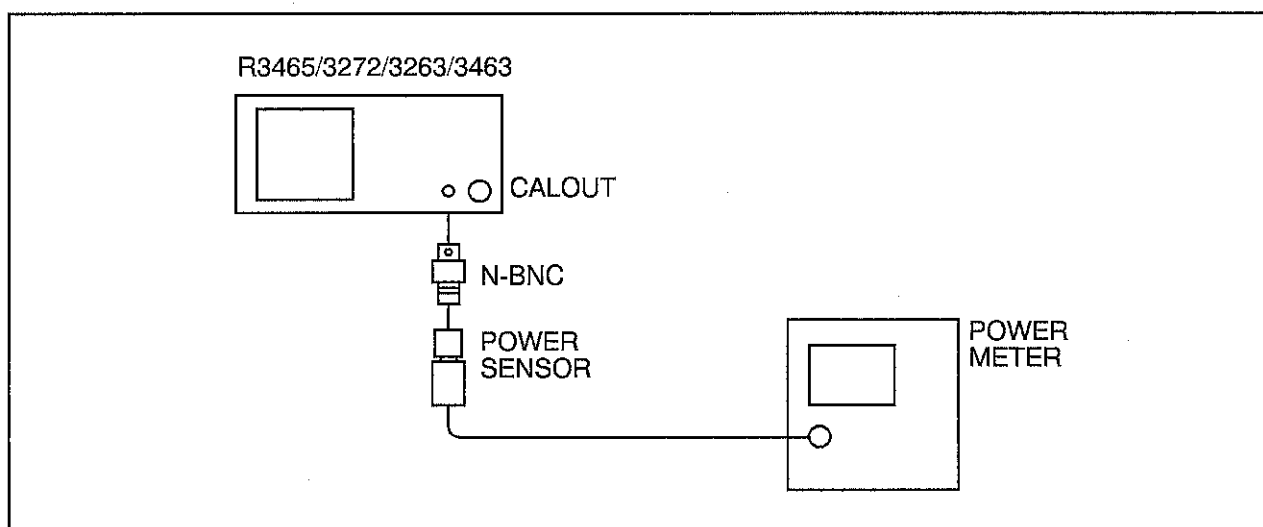 R3465/3272/3263/3463
CALOUT
N-BNC
POWER
SENSOR
POWER
METER